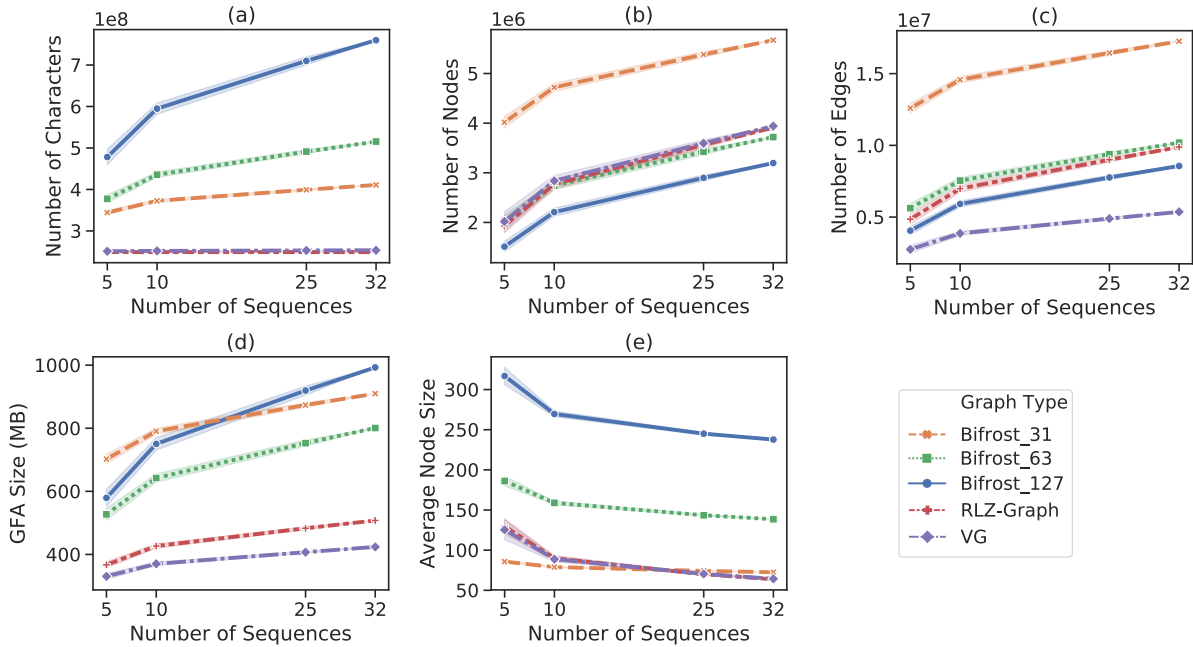 (a)
1e8
Number of Characters
7
6
5
4
3
5
10
25
32
Number of Sequences
(b)
1e6
Number of Nodes
5
4
3
2
5
10
25
32
Number of Sequences
(c)
1e7
Number of Edges
1.5
1.0
0.5
5
10
25
32
Number of Sequences
(d)
GFA Size (MB)
1000
800
600
400
5
10
25
32
Number of Sequences
(e)
Average Node Size
300
250
200
150
100
50
5
10
25
32
Number of Sequences
Graph Type
Bifrost_31
Bifrost_63
Bifrost_127
RLZ-Graph
VG